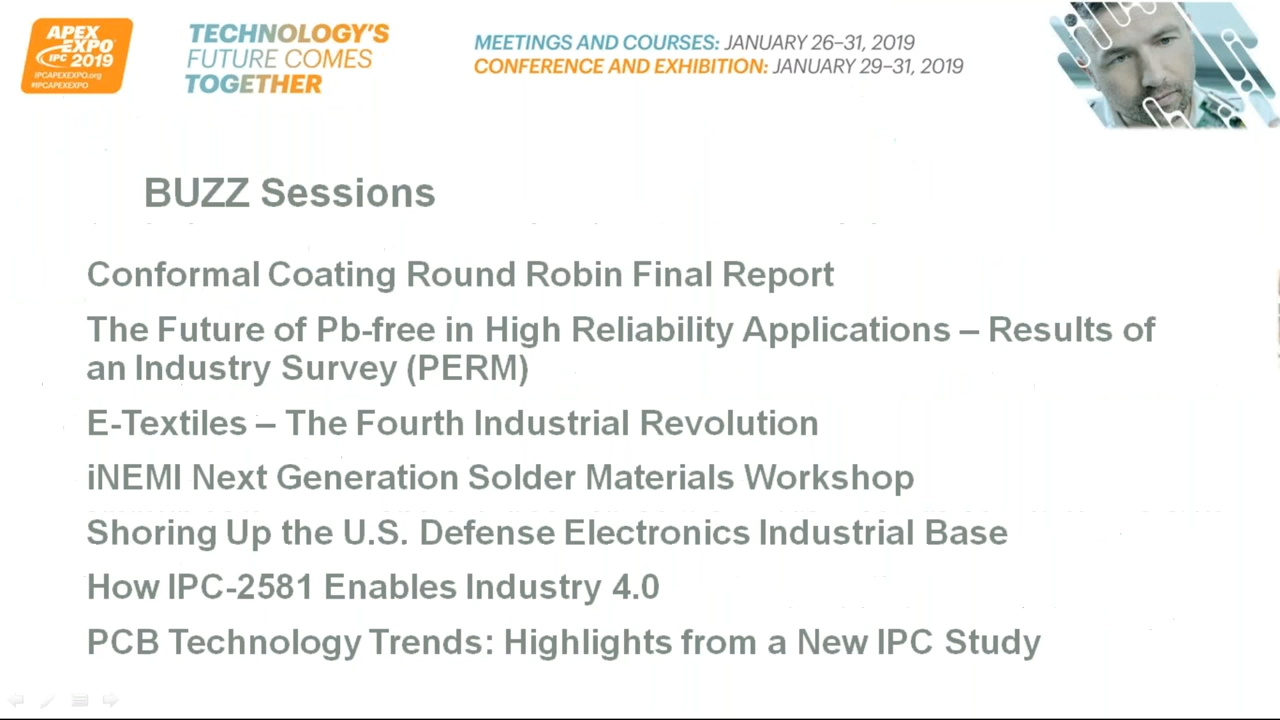 APEX
EXPO
IPC 2019
IPCAPEXEXPO.org
#IPCAPEXEXPO
TECHNOLOGY'S
FUTURE COMES
TOGETHER
MEETINGS AND COURSES: JANUARY 26–31, 2019
CONFERENCE AND EXHIBITION: JANUARY 29–31, 2019
BUZZ Sessions
Conformal Coating Round Robin Final Report
The Future of Pb-free in High Reliability Applications – Results of
an Industry Survey (PERM)
E-Textiles – The Fourth Industrial Revolution
iNEMI Next Generation Solder Materials Workshop
Shoring Up the U.S. Defense Electronics Industrial Base
How IPC-2581 Enables Industry 4.0
PCB Technology Trends: Highlights from a New IPC Study